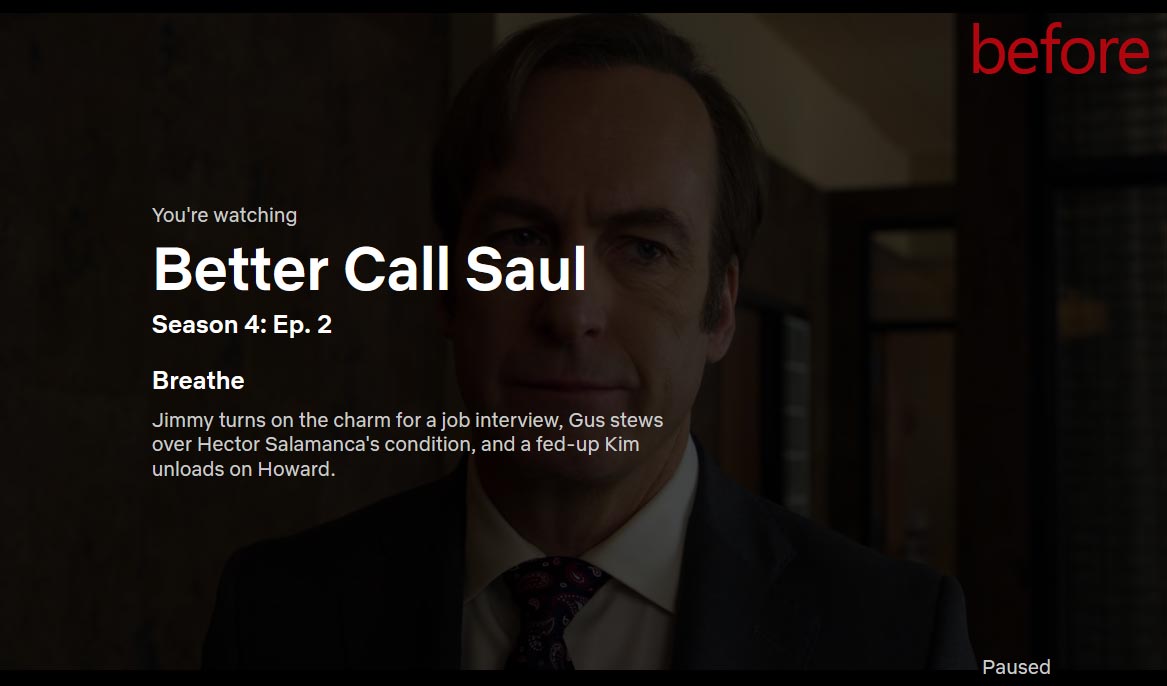 before
You're watching
Better Call Saul
Season 4: Ep. 2
Breathe
Jimmy turns on the charm for a job interview, Gus stews
over Hector Salamanca's condition, and a fed-up Kim
unloads on Howard.
Paused